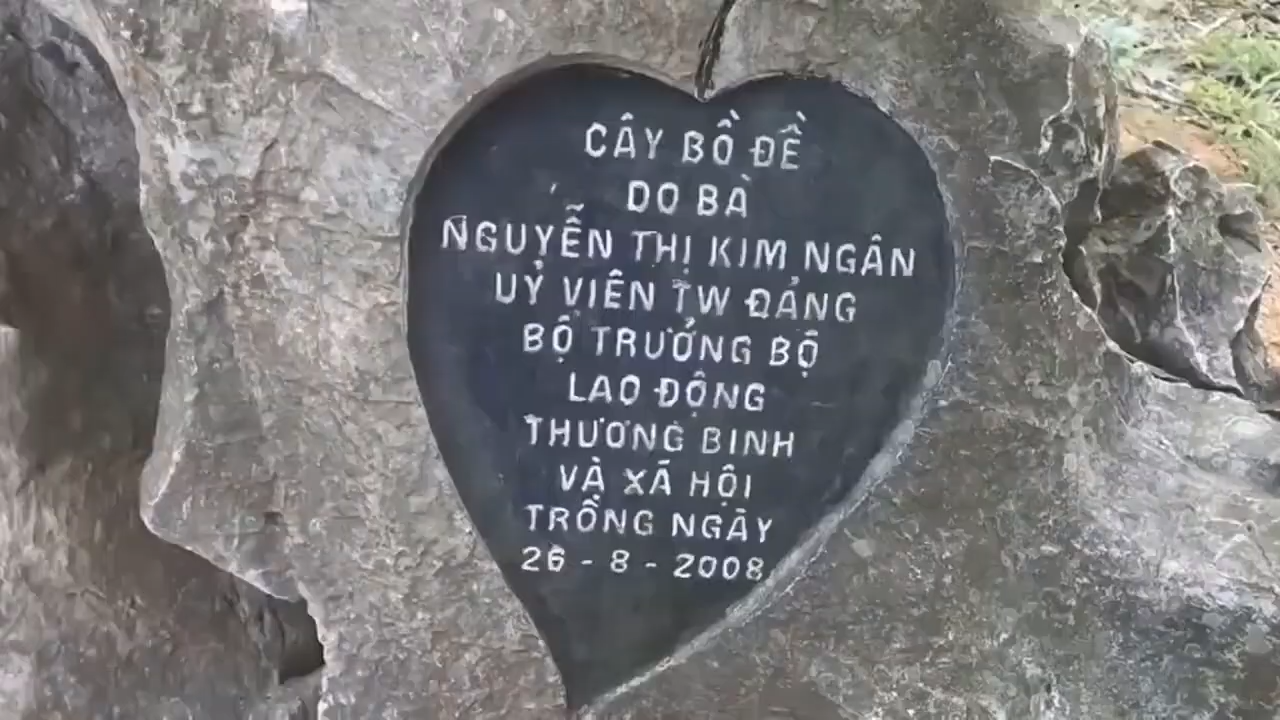 CÂY BỒ ĐỀ
DO BÀ
NGUYỄN THỊ KIM NGÂN
UỶ VIÊN TW ĐẢNG
BỘ TRƯỞNG BỘ
LAO ĐỘNG
THƯƠNG BINH
VÀ XÃ HỘI
TRỒNG NGÀY
26 - 8 - 2008